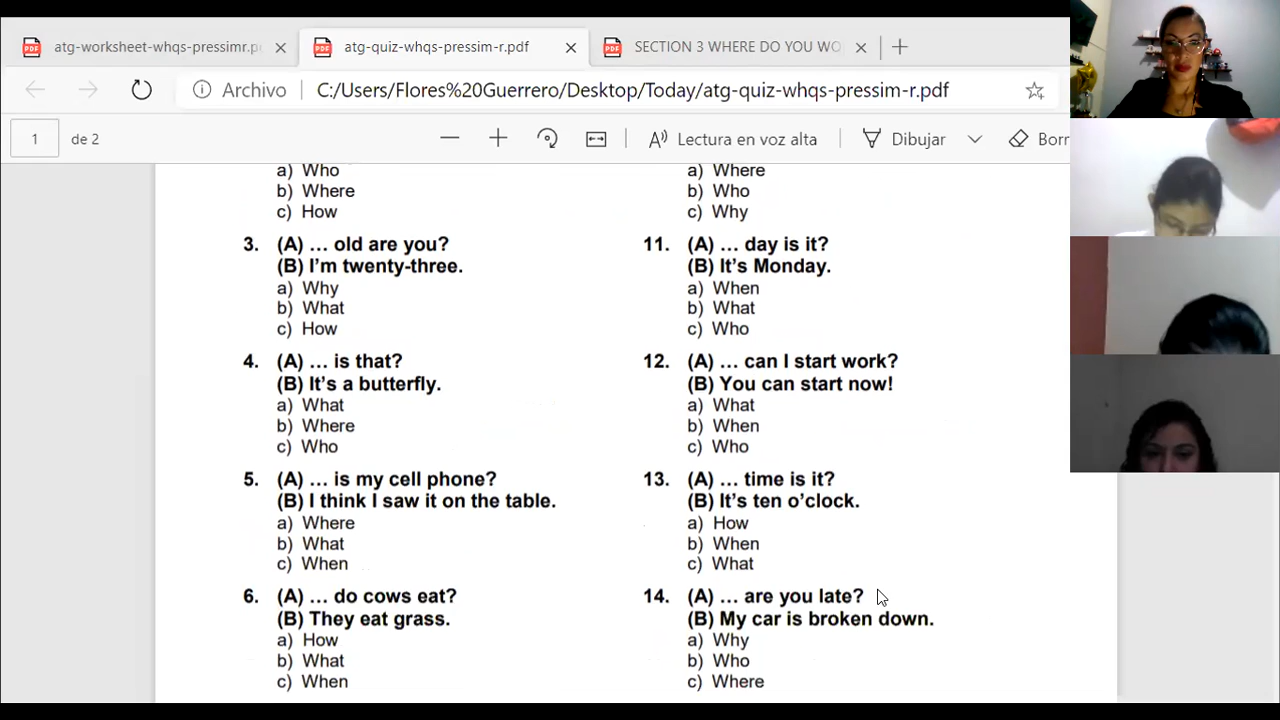 atg-worksheet-whqs-pressimr.p
atg-quiz-whqs-pressim-r.pdf
SECTION 3 WHERE DO YOU WO
Archivo
C:/Users/Flores%20Guerrero/Desktop/Today/atg-quiz-whqs-pressim-r.pdf
1
de 2
Lectura en voz alta
Dibujar
Borr
a) Who
b) Where
c) How
3. (A) … old are you?
(B) I’m twenty-three.
a) Why
b) What
c) How
4. (A) … is that?
(B) It’s a butterfly.
a) What
b) Where
c) Who
5. (A) … is my cell phone?
(B) I think I saw it on the table.
a) Where
b) What
c) When
6. (A) … do cows eat?
(B) They eat grass.
a) How
b) What
c) When
a) Where
b) Who
c) Why
11. (A) … day is it?
(B) It’s Monday.
a) When
b) What
c) Who
12. (A) … can I start work?
(B) You can start now!
a) What
b) When
c) Who
13. (A) … time is it?
(B) It’s ten o’clock.
a) How
b) When
c) What
14. (A) … are you late?
(B) My car is broken down.
a) Why
b) Who
c) Where